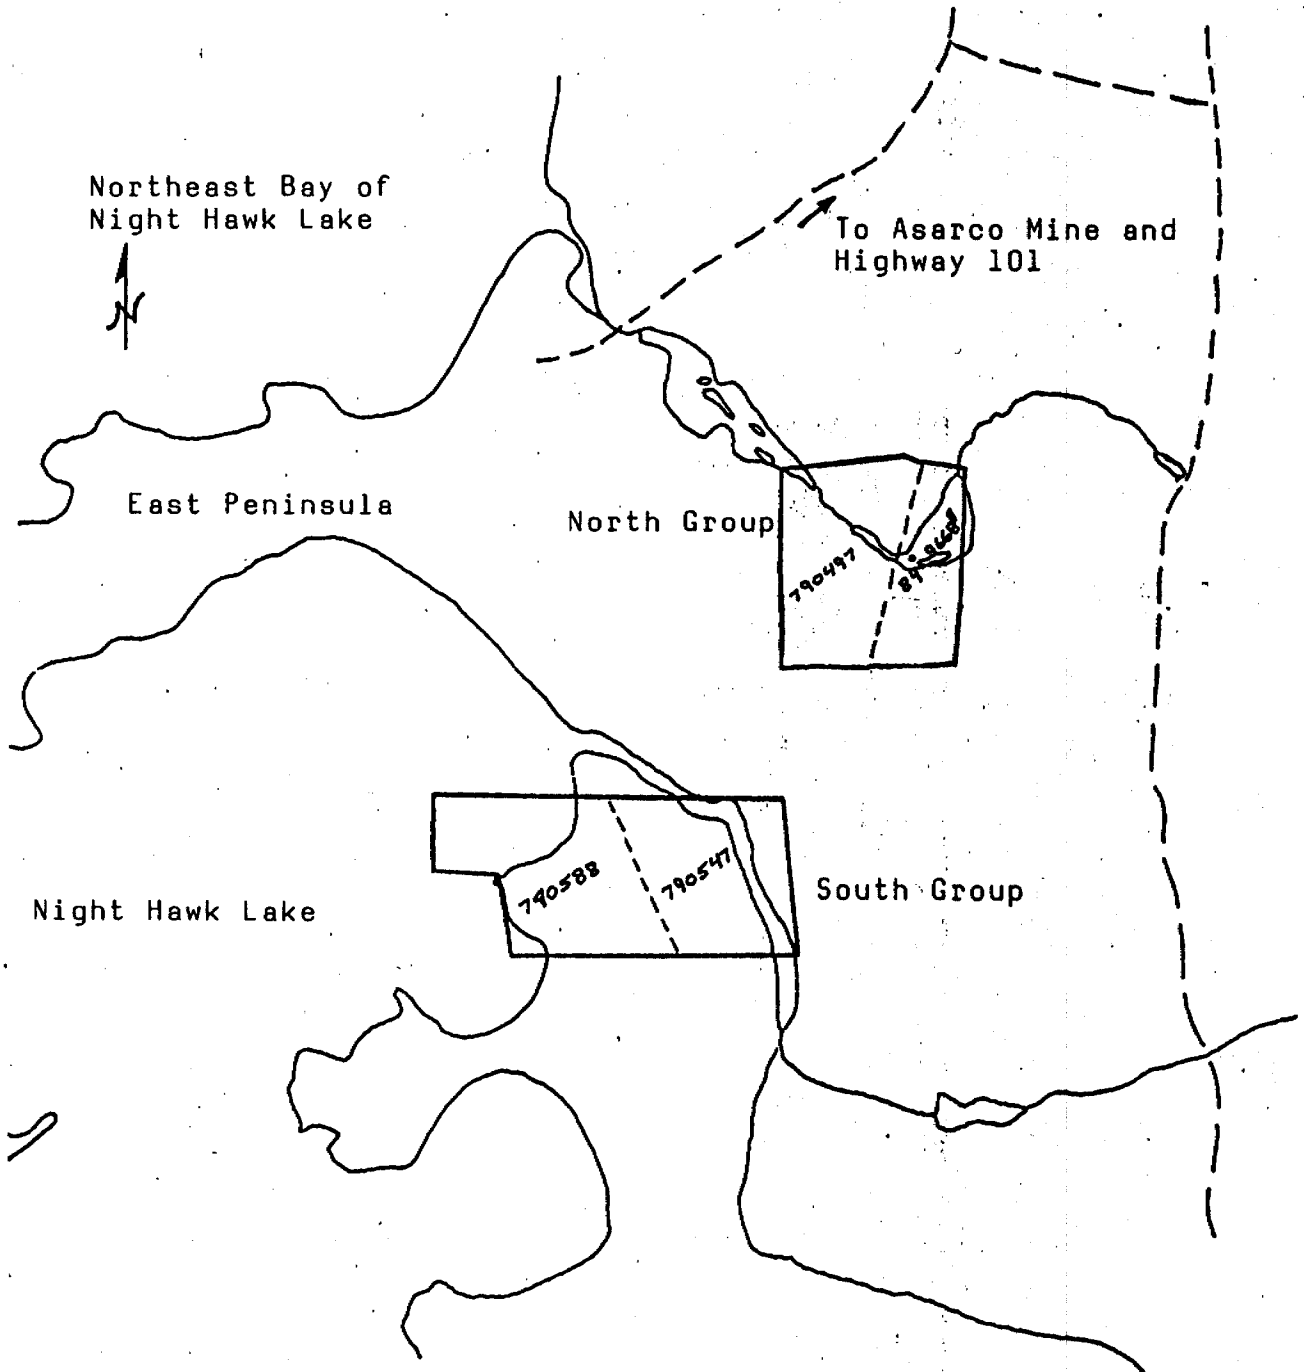 Northeast Bay of
Night Hawk Lake
N
To Asarco Mine and
Highway 101
East Peninsula
North Group
790497
790588
790547
South Group
Night Hawk Lake